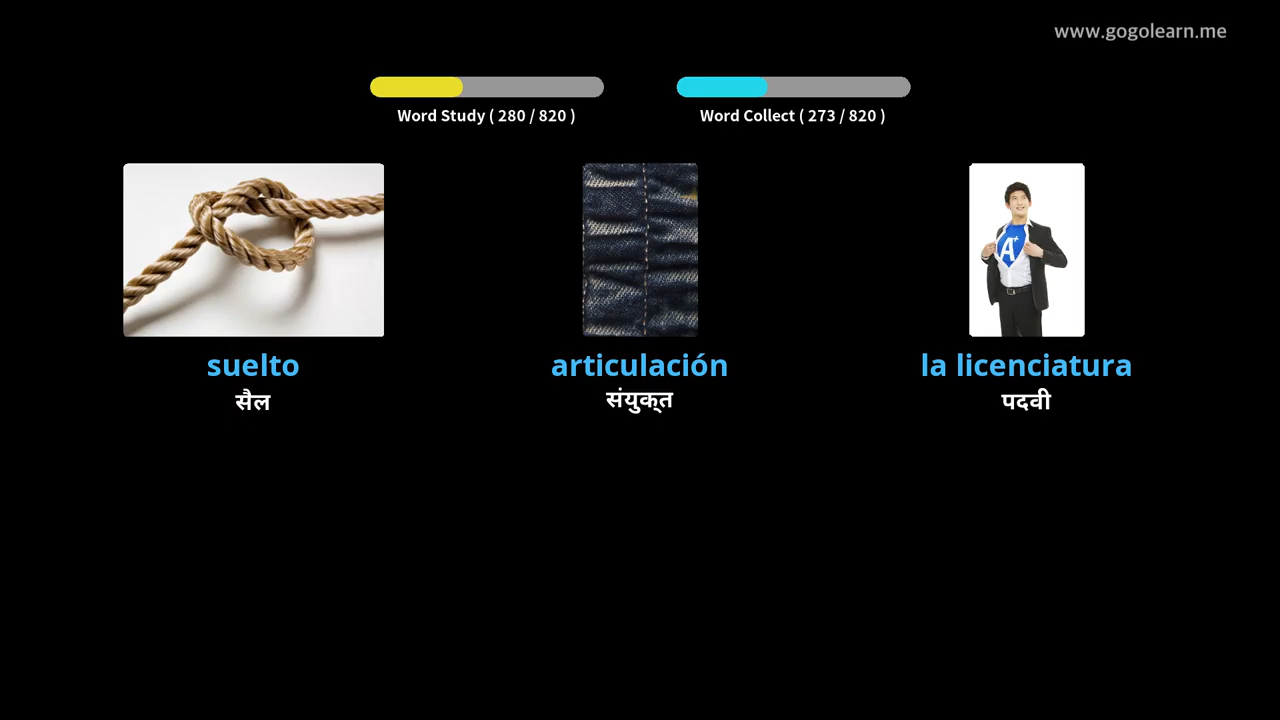 www.gogolearn.me
Word Study ( 280 / 820 )
Word Collect ( 273 / 820 )
suelto
सैल
articulación
संयुक्‌त
la licenciatura
पदवी
A+